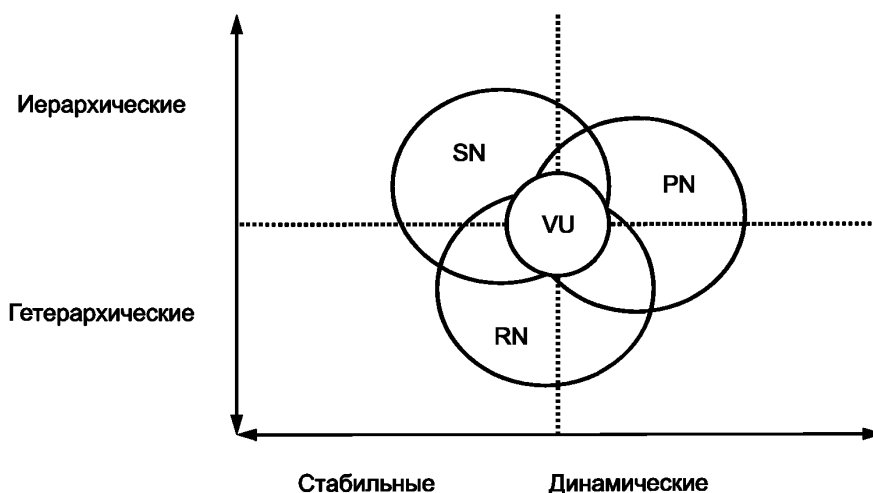 Иерархические
SN
PN
VU
Гетерархические
RN
Стабильные
Динамические